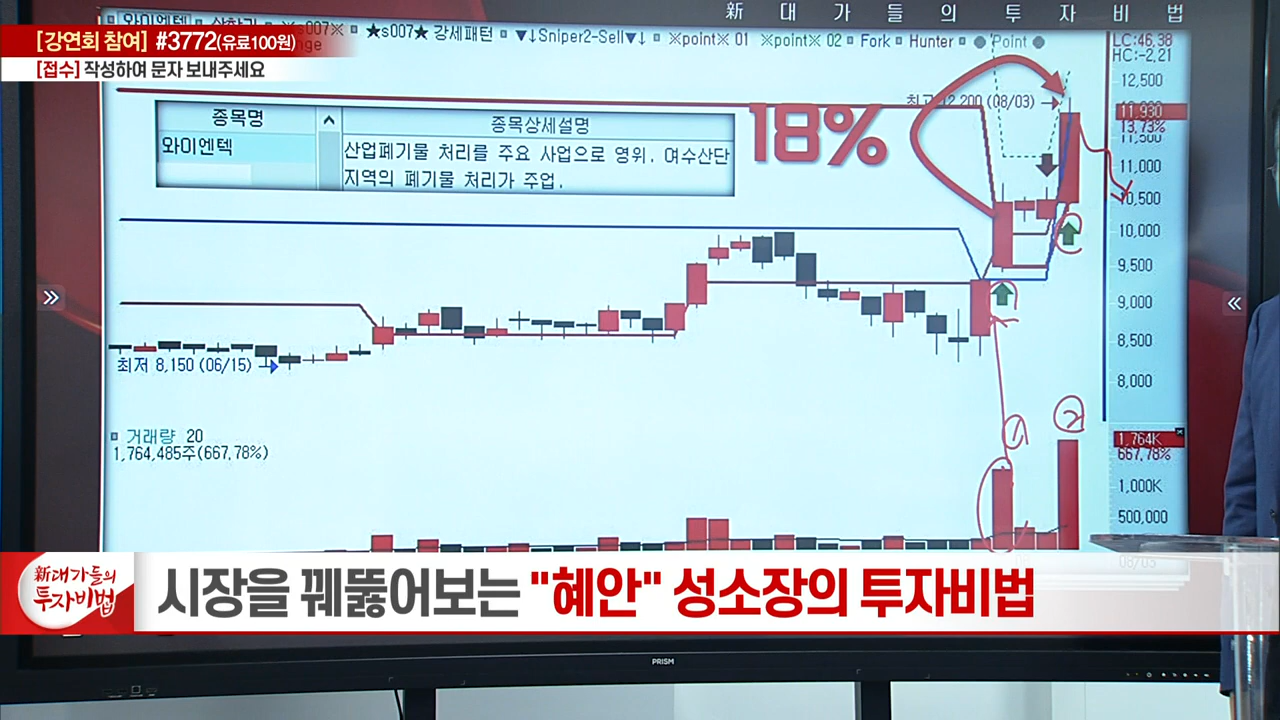 新 대 가 들 의 투 자 비 법
[강연회 참여] #3772(유료100원)
[접수] 작성하여 문자 보내주세요
와이엔텍 ※s007※ ★s007★ 강세패턴 ▼↓Sniper2-Sell▼↓ ※point※ 01 ※point※ 02 Fork Hunter Point
LC:46,38
HC:-2,21
12,500
최고 12,200 (08/03)
11,930
13,73%
11,500
11,000
10,500
10,000
9,500
9,000
8,500
8,000
종목명 종목상세설명
와이엔텍 산업폐기물 처리를 주요 사업으로 영위. 여수산단
지역의 폐기물 처리가 주업.
18%
최저 8,150 (06/15)
거래량 20
1,764,485주(667,78%)
① ②
1,764K
667,78%
1,000K
500,000
08/03
新대가들의
투자비법
시장을 꿰뚫어보는 "혜안" 성소장의 투자비법
PRISM